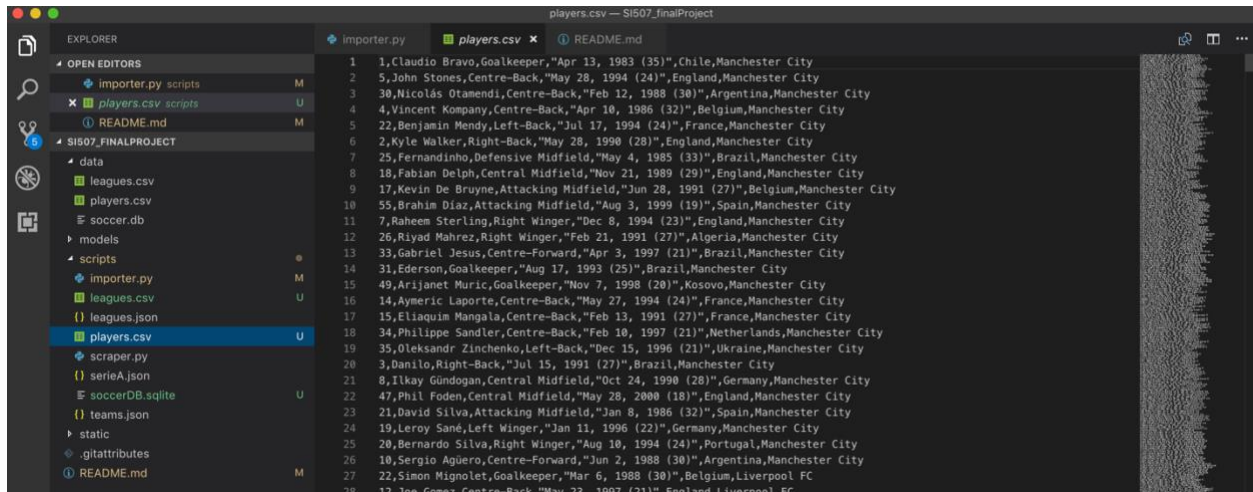 players.csv — SI507_finalProject
EXPLORER
importer.py
players.csv ×
README.md
OPEN EDITORS
importer.py scripts M
× players.csv scripts U
README.md M
5
SI507_FINALPROJECT
data
leagues.csv
players.csv
soccer.db
models
scripts
importer.py M
leagues.csv U
{} leagues.json
players.csv U
scraper.py
{} serieA.json
soccerDB.sqlite U
{} teams.json
static
.gitattributes
README.md M
1 1,Claudio Bravo,Goalkeeper,"Apr 13, 1983 (35)",Chile,Manchester City
2 5,John Stones,Centre-Back,"May 28, 1994 (24)",England,Manchester City
3 30,Nicolás Otamendi,Centre-Back,"Feb 12, 1988 (30)",Argentina,Manchester City
4 4,Vincent Kompany,Centre-Back,"Apr 10, 1986 (32)",Belgium,Manchester City
5 22,Benjamin Mendy,Left-Back,"Jul 17, 1994 (24)",France,Manchester City
6 2,Kyle Walker,Right-Back,"May 28, 1990 (28)",England,Manchester City
7 25,Fernandinho,Defensive Midfield,"May 4, 1985 (33)",Brazil,Manchester City
8 18,Fabian Delph,Central Midfield,"Nov 21, 1989 (29)",England,Manchester City
9 17,Kevin De Bruyne,Attacking Midfield,"Jun 28, 1991 (27)",Belgium,Manchester City
10 55,Brahim Díaz,Attacking Midfield,"Aug 3, 1999 (19)",Spain,Manchester City
11 7,Raheem Sterling,Right Winger,"Dec 8, 1994 (23)",England,Manchester City
12 26,Riyad Mahrez,Right Winger,"Feb 21, 1991 (27)",Algeria,Manchester City
13 33,Gabriel Jesus,Centre-Forward,"Apr 3, 1997 (21)",Brazil,Manchester City
14 31,Ederson,Goalkeeper,"Aug 17, 1993 (25)",Brazil,Manchester City
15 49,Arijanet Muric,Goalkeeper,"Nov 7, 1998 (20)",Kosovo,Manchester City
16 14,Aymeric Laporte,Centre-Back,"May 27, 1994 (24)",France,Manchester City
17 15,Eliaquim Mangala,Centre-Back,"Feb 13, 1991 (27)",France,Manchester City
18 34,Philippe Sandler,Centre-Back,"Feb 10, 1997 (21)",Netherlands,Manchester City
19 35,Oleksandr Zinchenko,Left-Back,"Dec 15, 1996 (21)",Ukraine,Manchester City
20 3,Danilo,Right-Back,"Jul 15, 1991 (27)",Brazil,Manchester City
21 8,Ilkay Gündogan,Central Midfield,"Oct 24, 1990 (28)",Germany,Manchester City
22 47,Phil Foden,Central Midfield,"May 28, 2000 (18)",England,Manchester City
23 21,David Silva,Attacking Midfield,"Jan 8, 1986 (32)",Spain,Manchester City
24 19,Leroy Sané,Left Winger,"Jan 11, 1996 (22)",Germany,Manchester City
25 20,Bernardo Silva,Right Winger,"Aug 10, 1994 (24)",Portugal,Manchester City
26 10,Sergio Agüero,Centre-Forward,"Jun 2, 1988 (30)",Argentina,Manchester City
27 22,Simon Mignolet,Goalkeeper,"Mar 6, 1988 (30)",Belgium,Liverpool FC
28 12,Joe Gomez,Centre-Back,"May 23, 1997 (21)",England,Liverpool FC